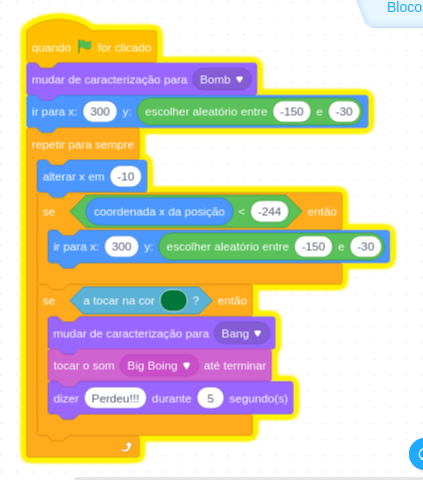 Bloco
quando for clicado
mudar de caracterização para Bomb
ir para x: 300 y: escolher aleatório entre -150 e -30
repetir para sempre
alterar x em -10
se coordenada x da posição < -244 então
ir para x: 300 y: escolher aleatório entre -150 e -30
se a tocar na cor ? então
mudar de caracterização para Bang
tocar o som Big Boing até terminar
dizer Perdeu!!! durante 5 segundo(s)